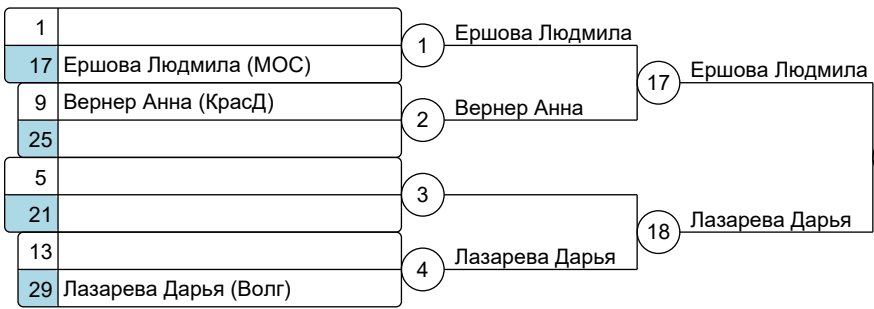 1
17 Ершова Людмила (МОС)
9 Вернер Анна (КрасД)
25
5
21
13
29 Лазарева Дарья (Волг)
1 Ершова Людмила
2 Вернер Анна
3
4 Лазарева Дарья
17 Ершова Людмила
18 Лазарева Дарья